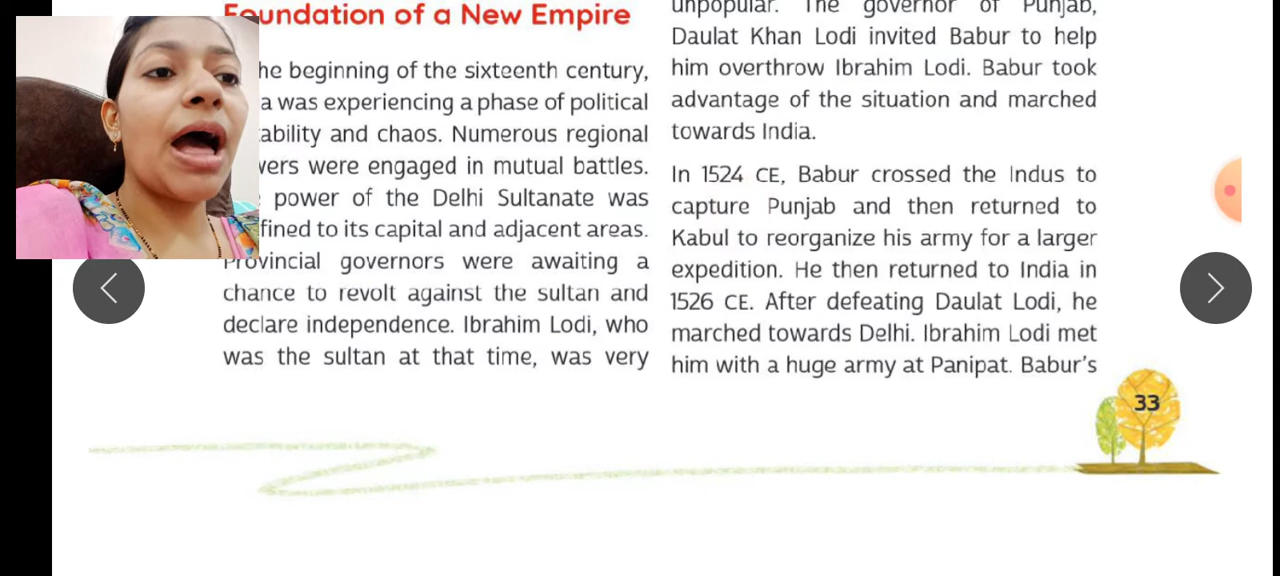 Foundation of a New Empire
he beginning of the sixteenth century,
a was experiencing a phase of political
ability and chaos. Numerous regional
wers were engaged in mutual battles.
power of the Delhi Sultanate was
fined to its capital and adjacent areas.
Provincial governors were awaiting a
chance to revolt against the sultan and
declare independence. Ibrahim Lodi, who
was the sultan at that time, was very
unpopular. The governor of Punjab,
Daulat Khan Lodi invited Babur to help
him overthrow Ibrahim Lodi. Babur took
advantage of the situation and marched
towards India.
In 1524 CE, Babur crossed the Indus to
capture Punjab and then returned to
Kabul to reorganize his army for a larger
expedition. He then returned to India in
1526 CE. After defeating Daulat Lodi, he
marched towards Delhi. Ibrahim Lodi met
him with a huge army at Panipat. Babur's
33